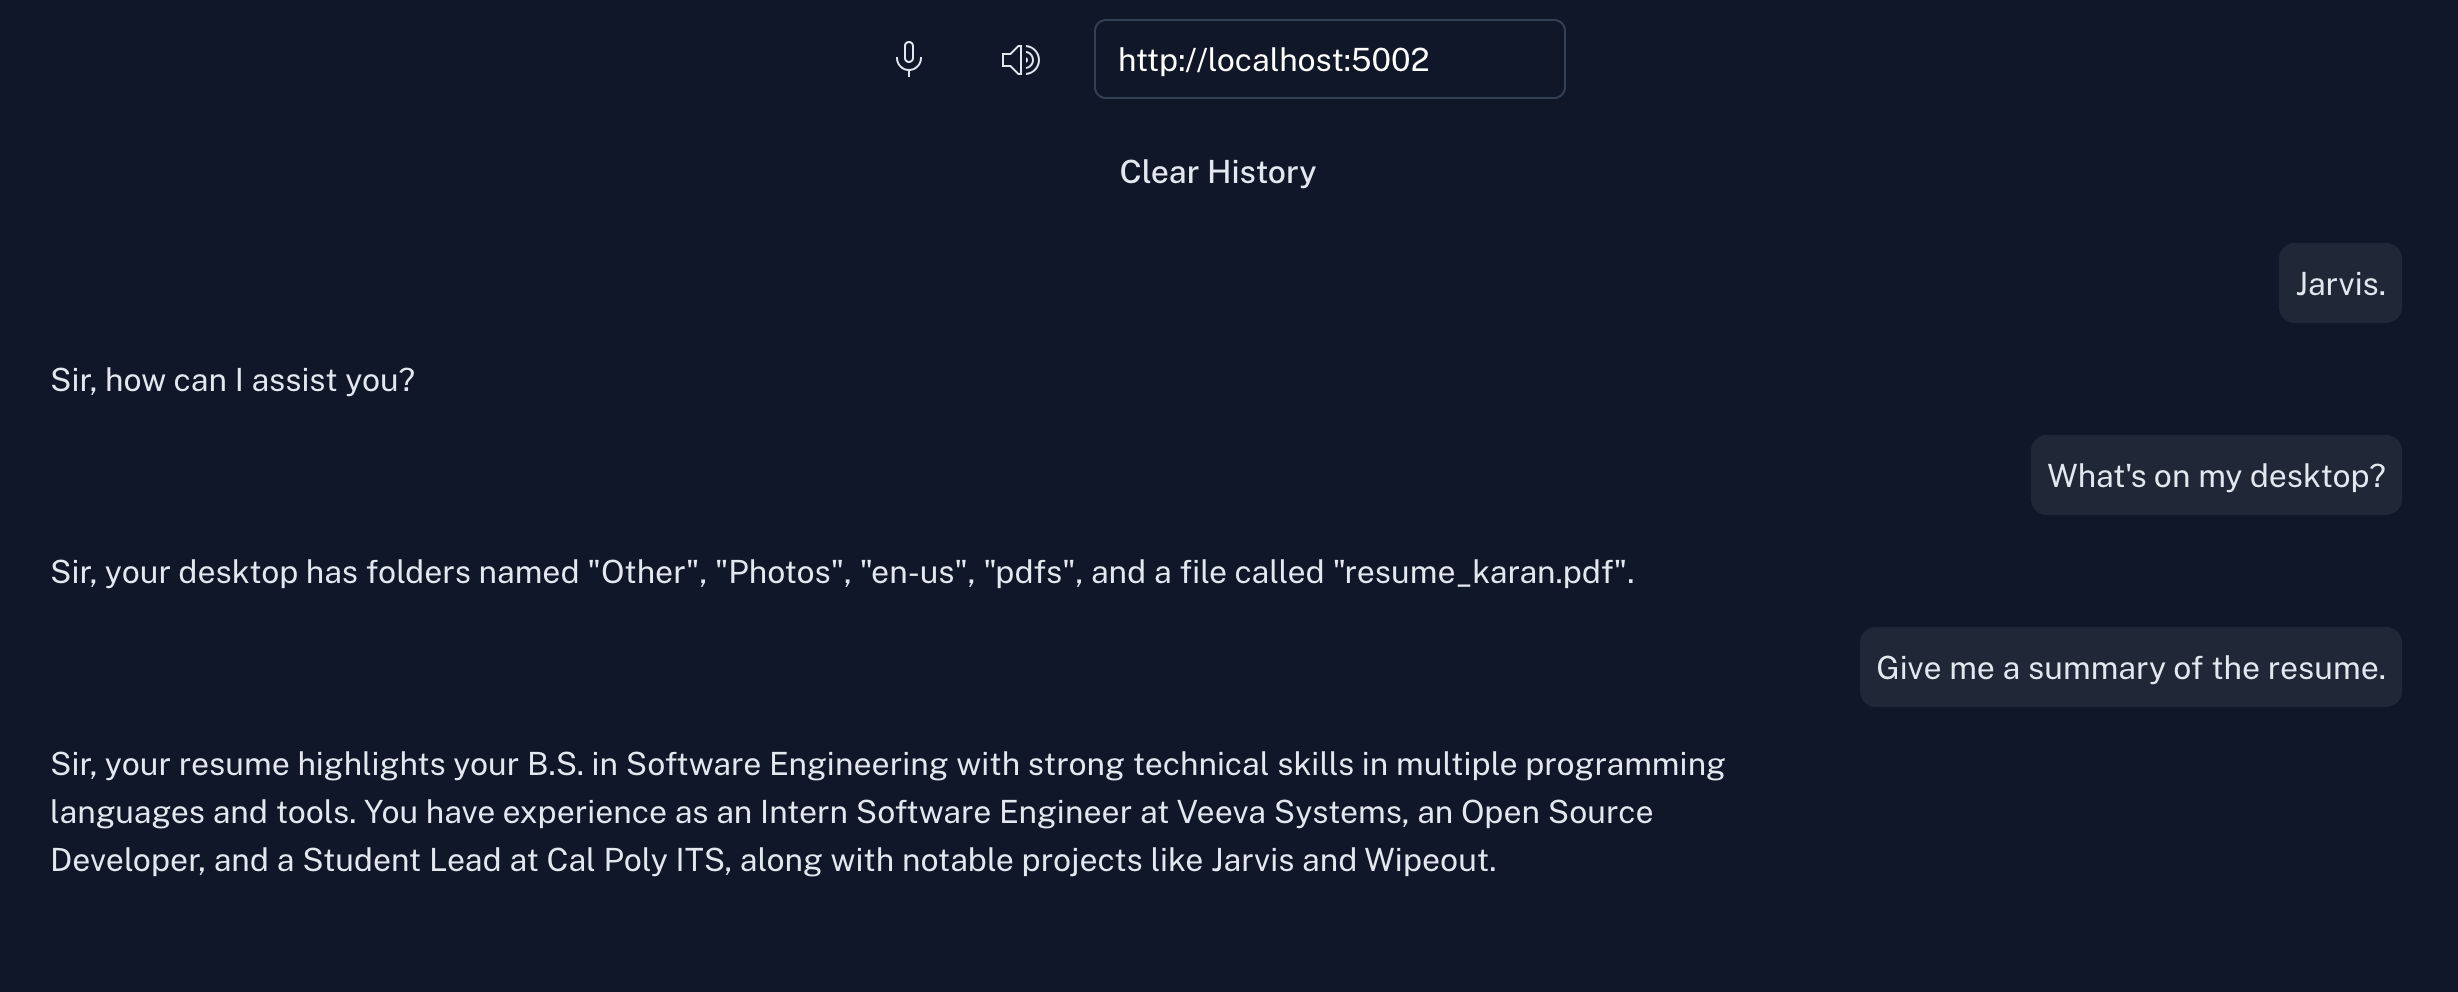 http://localhost:5002
Clear History
Jarvis.
Sir, how can I assist you?
What's on my desktop?
Sir, your desktop has folders named "Other", "Photos", "en-us", "pdfs", and a file called "resume_karan.pdf".
Give me a summary of the resume.
Sir, your resume highlights your B.S. in Software Engineering with strong technical skills in multiple programming
languages and tools. You have experience as an Intern Software Engineer at Veeva Systems, an Open Source
Developer, and a Student Lead at Cal Poly ITS, along with notable projects like Jarvis and Wipeout.